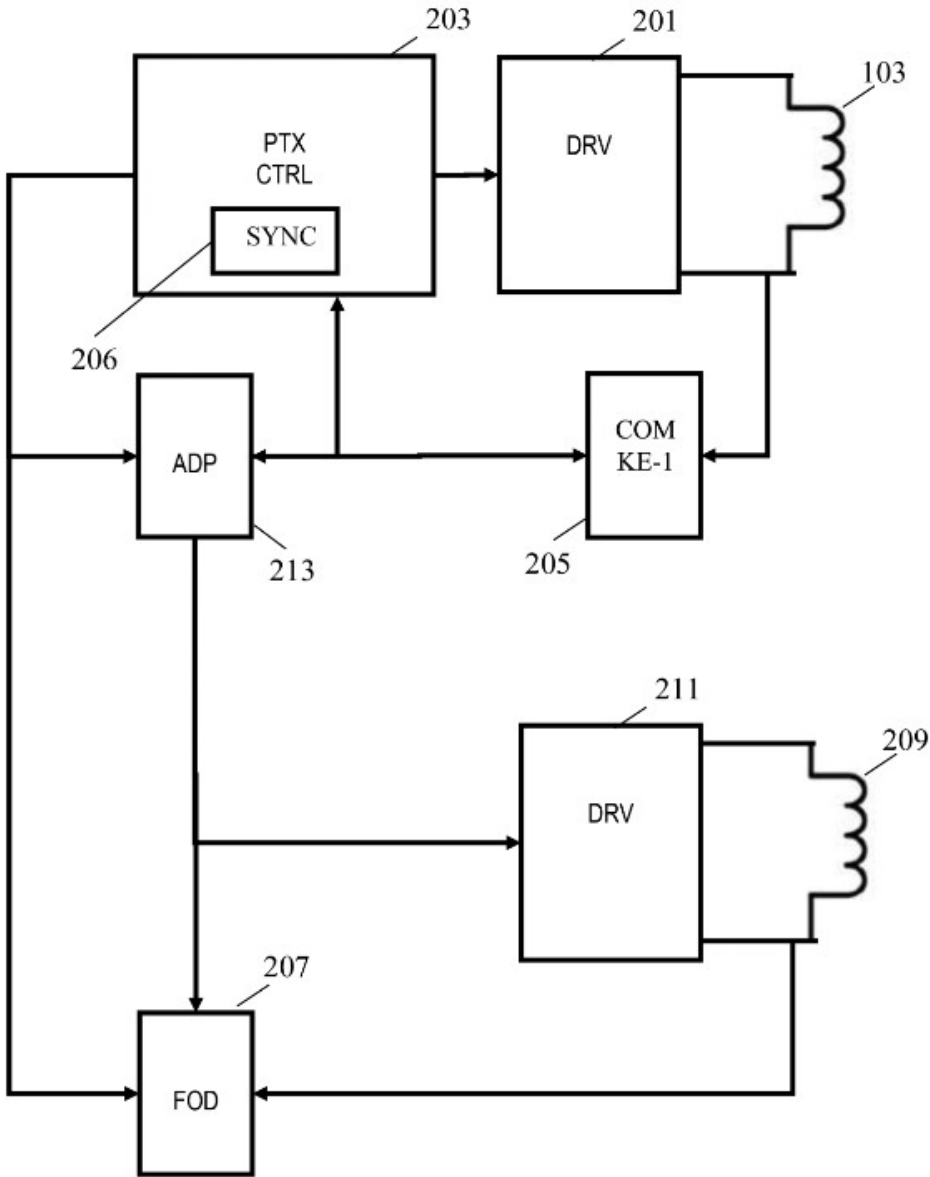 203
201
103
PTX
CTRL
DRV
SYNC
206
ADP
COM
KE-1
213
205
211
209
DRV
207
FOD